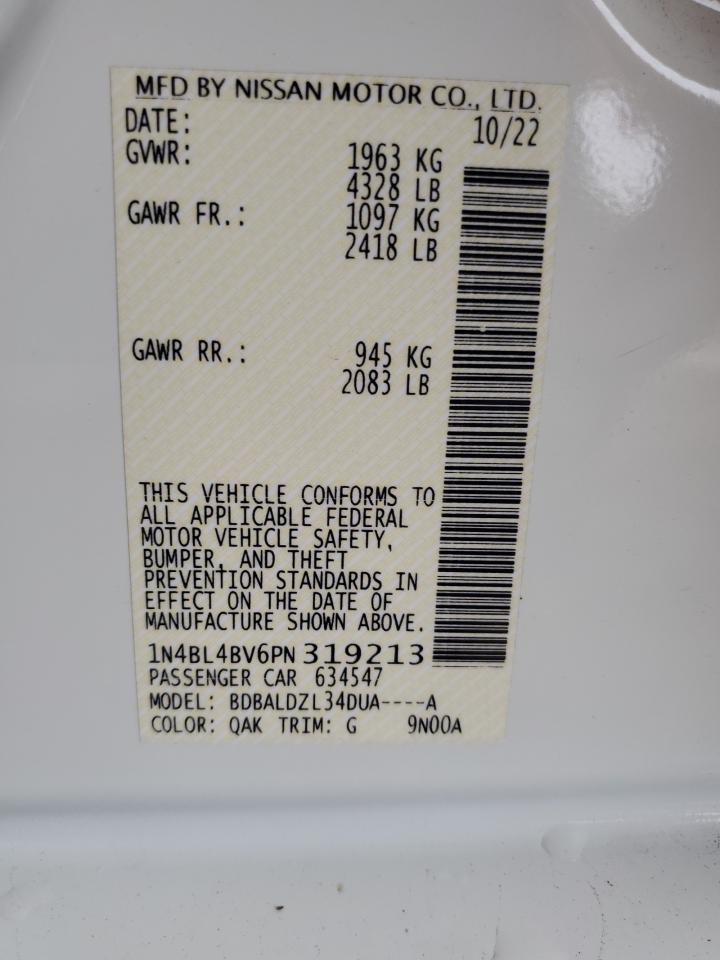 MFD BY NISSAN MOTOR CO., LTD.
DATE: 10/22
GVWR: 1963 KG
4328 LB
GAWR FR.: 1097 KG
2418 LB
GAWR RR.: 945 KG
2083 LB
THIS VEHICLE CONFORMS TO
ALL APPLICABLE FEDERAL
MOTOR VEHICLE SAFETY,
BUMPER, AND THEFT
PREVENTION STANDARDS IN
EFFECT ON THE DATE OF
MANUFACTURE SHOWN ABOVE.
1N4BL4BV6PN 319213
PASSENGER CAR 634547
MODEL: BDBALDZL34DUA----A
COLOR: QAK TRIM: G 9N00A